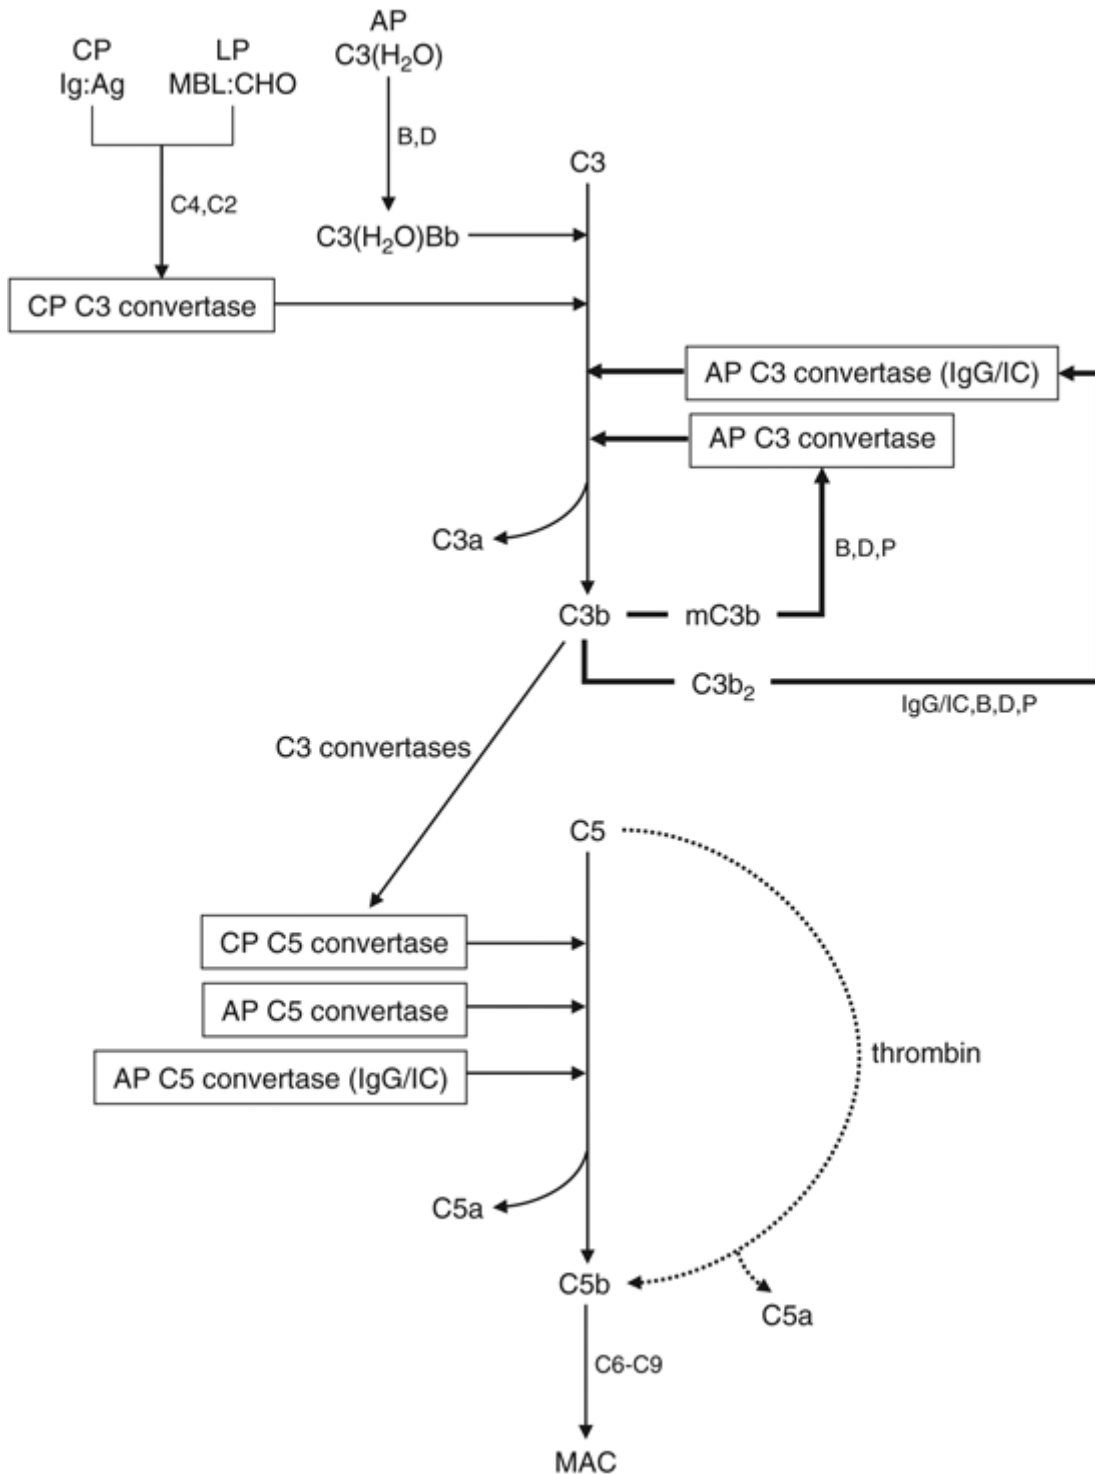 AP
C3(H₂O)
CP
Ig:Ag
LP
MBL:CHO
B,D
C3
C4,C2
C3(H₂O)Bb
CP C3 convertase
AP C3 convertase (IgG/IC)
AP C3 convertase
C3a
B,D,P
C3b
mC3b
C3b₂
IgG/IC,B,D,P
C3 convertases
C5
CP C5 convertase
AP C5 convertase
thrombin
AP C5 convertase (IgG/IC)
C5a
C5b
C5a
C6-C9
MAC